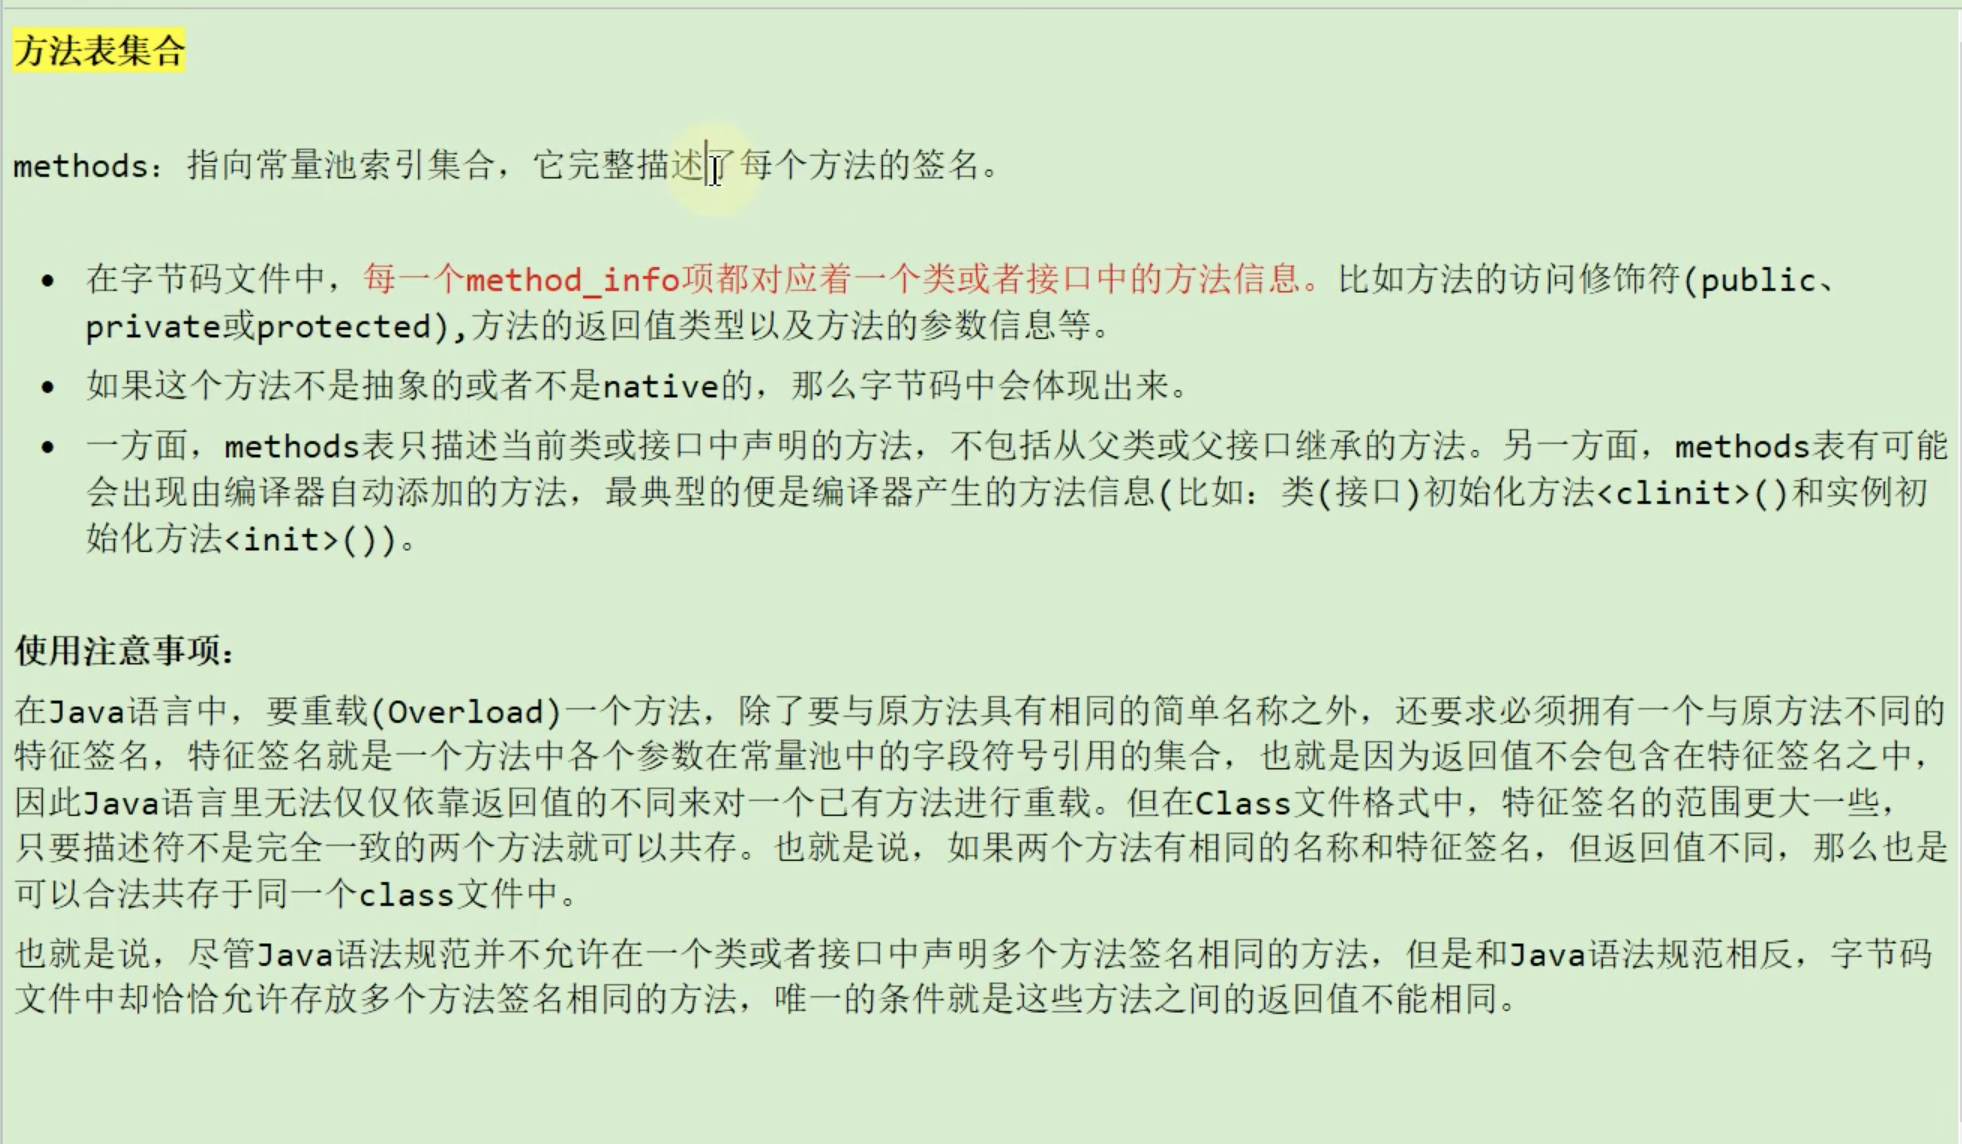 方法表集合
methods：指向常量池索引集合，它完整描述了每个方法的签名。
• 在字节码文件中，每一个method_info项都对应着一个类或者接口中的方法信息。比如方法的访问修饰符(public、
private或protected),方法的返回值类型以及方法的参数信息等。
• 如果这个方法不是抽象的或者不是native的，那么字节码中会体现出来。
• 一方面，methods表只描述当前类或接口中声明的方法，不包括从父类或父接口继承的方法。另一方面，methods表有可能
会出现由编译器自动添加的方法，最典型的便是编译器产生的方法信息(比如：类(接口)初始化方法<clinit>()和实例初
始化方法<init>())。
使用注意事项：
在Java语言中，要重载(Overload)一个方法，除了要与原方法具有相同的简单名称之外，还要求必须拥有一个与原方法不同的
特征签名，特征签名就是一个方法中各个参数在常量池中的字段符号引用的集合，也就是因为返回值不会包含在特征签名之中，
因此Java语言里无法仅仅依靠返回值的不同来对一个已有方法进行重载。但在Class文件格式中，特征签名的范围更大一些，
只要描述符不是完全一致的两个方法就可以共存。也就是说，如果两个方法有相同的名称和特征签名，但返回值不同，那么也是
可以合法共存于同一个class文件中。
也就是说，尽管Java语法规范并不允许在一个类或者接口中声明多个方法签名相同的方法，但是和Java语法规范相反，字节码
文件中却恰恰允许存放多个方法签名相同的方法，唯一的条件就是这些方法之间的返回值不能相同。